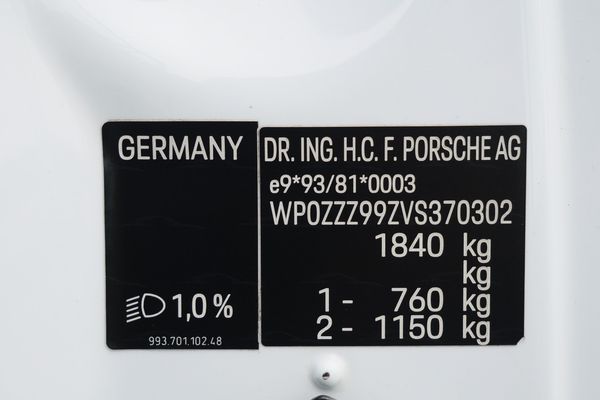 GERMANY
1,0 %
993.701.102.48
DR. ING. H.C. F. PORSCHE AG
e9*93/81*0003
WP0ZZZ99ZVS370302
1840 kg
kg
1 - 760 kg
2 - 1150 kg